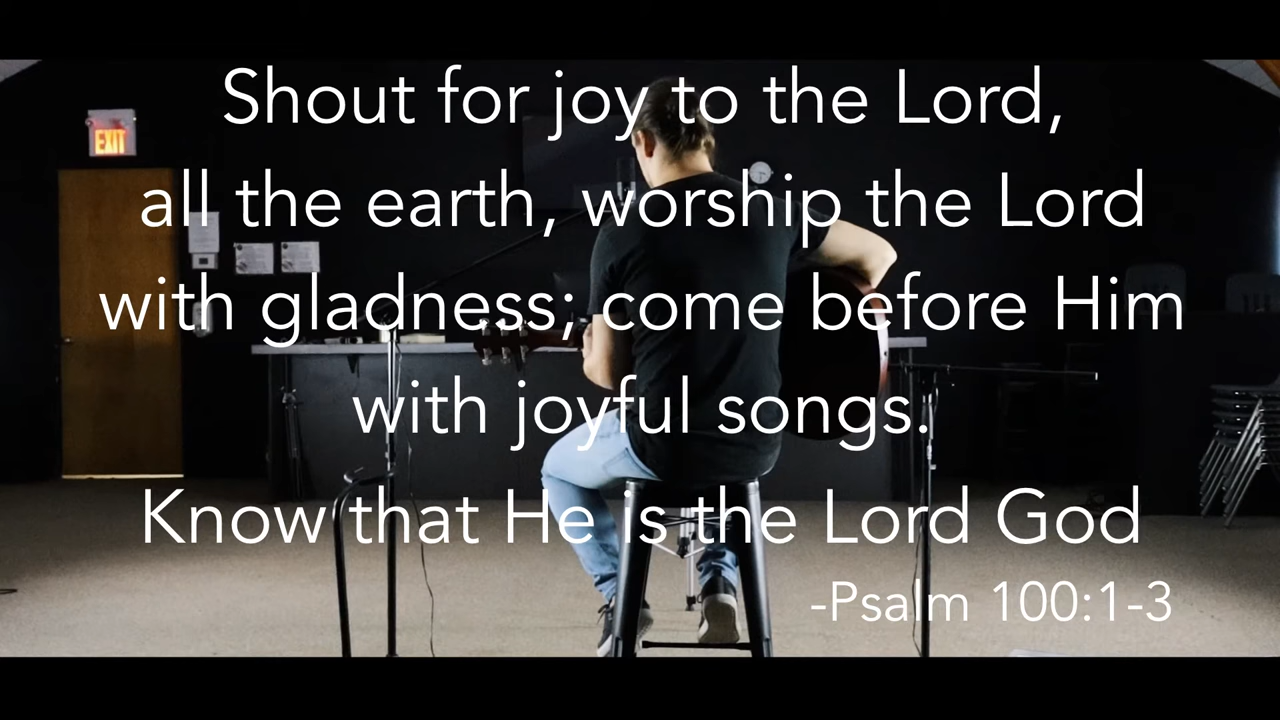 EXIT
Shout for joy to the Lord,
all the earth, worship the Lord
with gladness; come before Him
with joyful songs.
Know that He is the Lord God
-Psalm 100:1-3